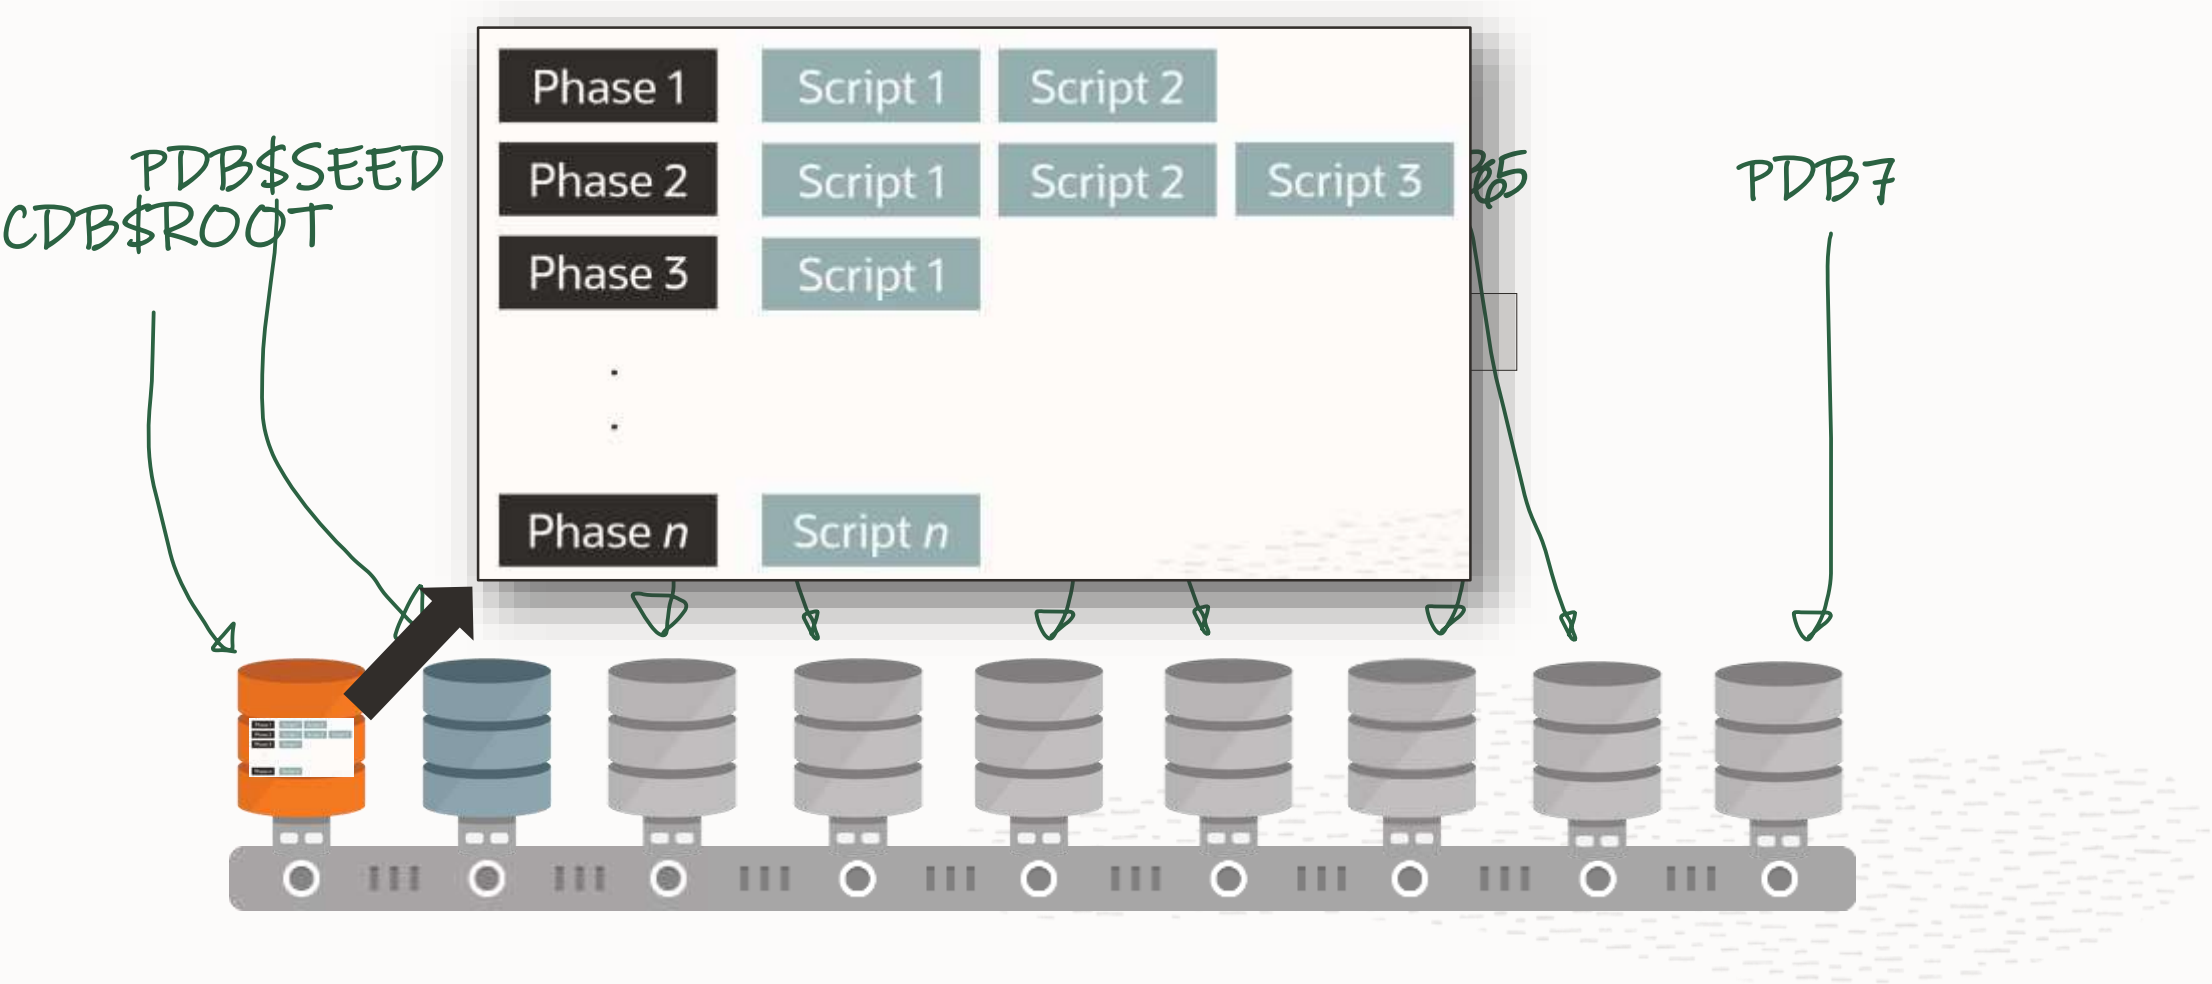 Phase 1 Script 1 Script 2
PDB$SEED
Phase 2 Script 1 Script 2 Script 3
PDB7
CDB$ROOT
Phase 3 Script 1
.
.
Phase n Script n